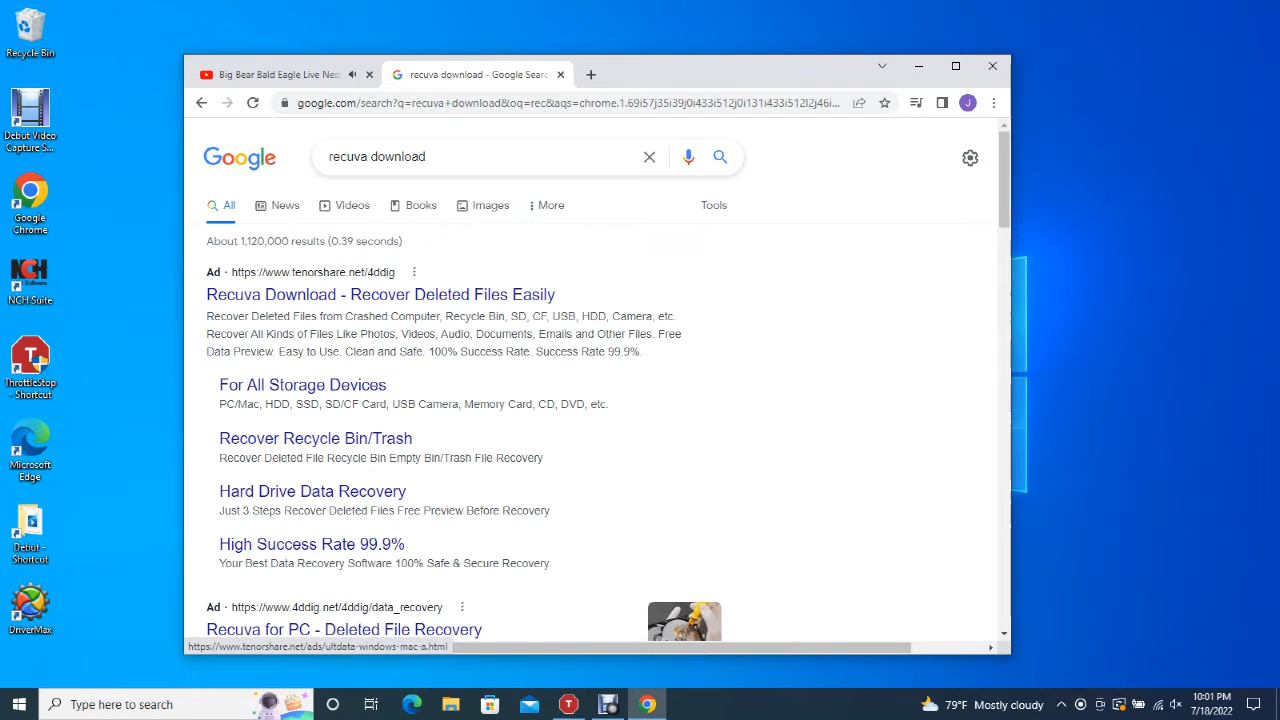 Recycle Bin
Debut Video
Capture S...
Google
Chrome
NCH
Software
NCH Suite
T
ThrottleStop
- Shortcut
Microsoft
Edge
Debut -
Shortcut
DriverMax
Big Bear Bald Eagle Live Nes
recuva download - Google Searc
google.com/search?q=recuva+download&oq=rec&aqs=chrome.1.69i57j35i39j0i433i512j0i131i433i512l2j46i...
J
Google
recuva download
All
News
Videos
Books
Images
More
Tools
About 1,120,000 results (0.39 seconds)
Ad · https://www.tenorshare.net/4ddig
Recuva Download - Recover Deleted Files Easily
Recover Deleted Files from Crashed Computer, Recycle Bin, SD, CF, USB, HDD, Camera, etc.
Recover All Kinds of Files Like Photos, Videos, Audio, Documents, Emails and Other Files. Free
Data Preview. Easy to Use. Clean and Safe. 100% Success Rate. Success Rate 99.9%.
For All Storage Devices
PC/Mac, HDD, SSD, SD/CF Card, USB Camera, Memory Card, CD, DVD, etc.
Recover Recycle Bin/Trash
Recover Deleted File Recycle Bin Empty Bin/Trash File Recovery
Hard Drive Data Recovery
Just 3 Steps Recover Deleted Files Free Preview Before Recovery
High Success Rate 99.9%
Your Best Data Recovery Software 100% Safe & Secure Recovery.
Ad · https://www.4ddig.net/4ddig/data_recovery
Recuva for PC - Deleted File Recovery
https://www.tenorshare.net/ads/ultdata-windows-mac-a.html
Type here to search
T
79°F Mostly cloudy
10:01 PM
7/18/2022